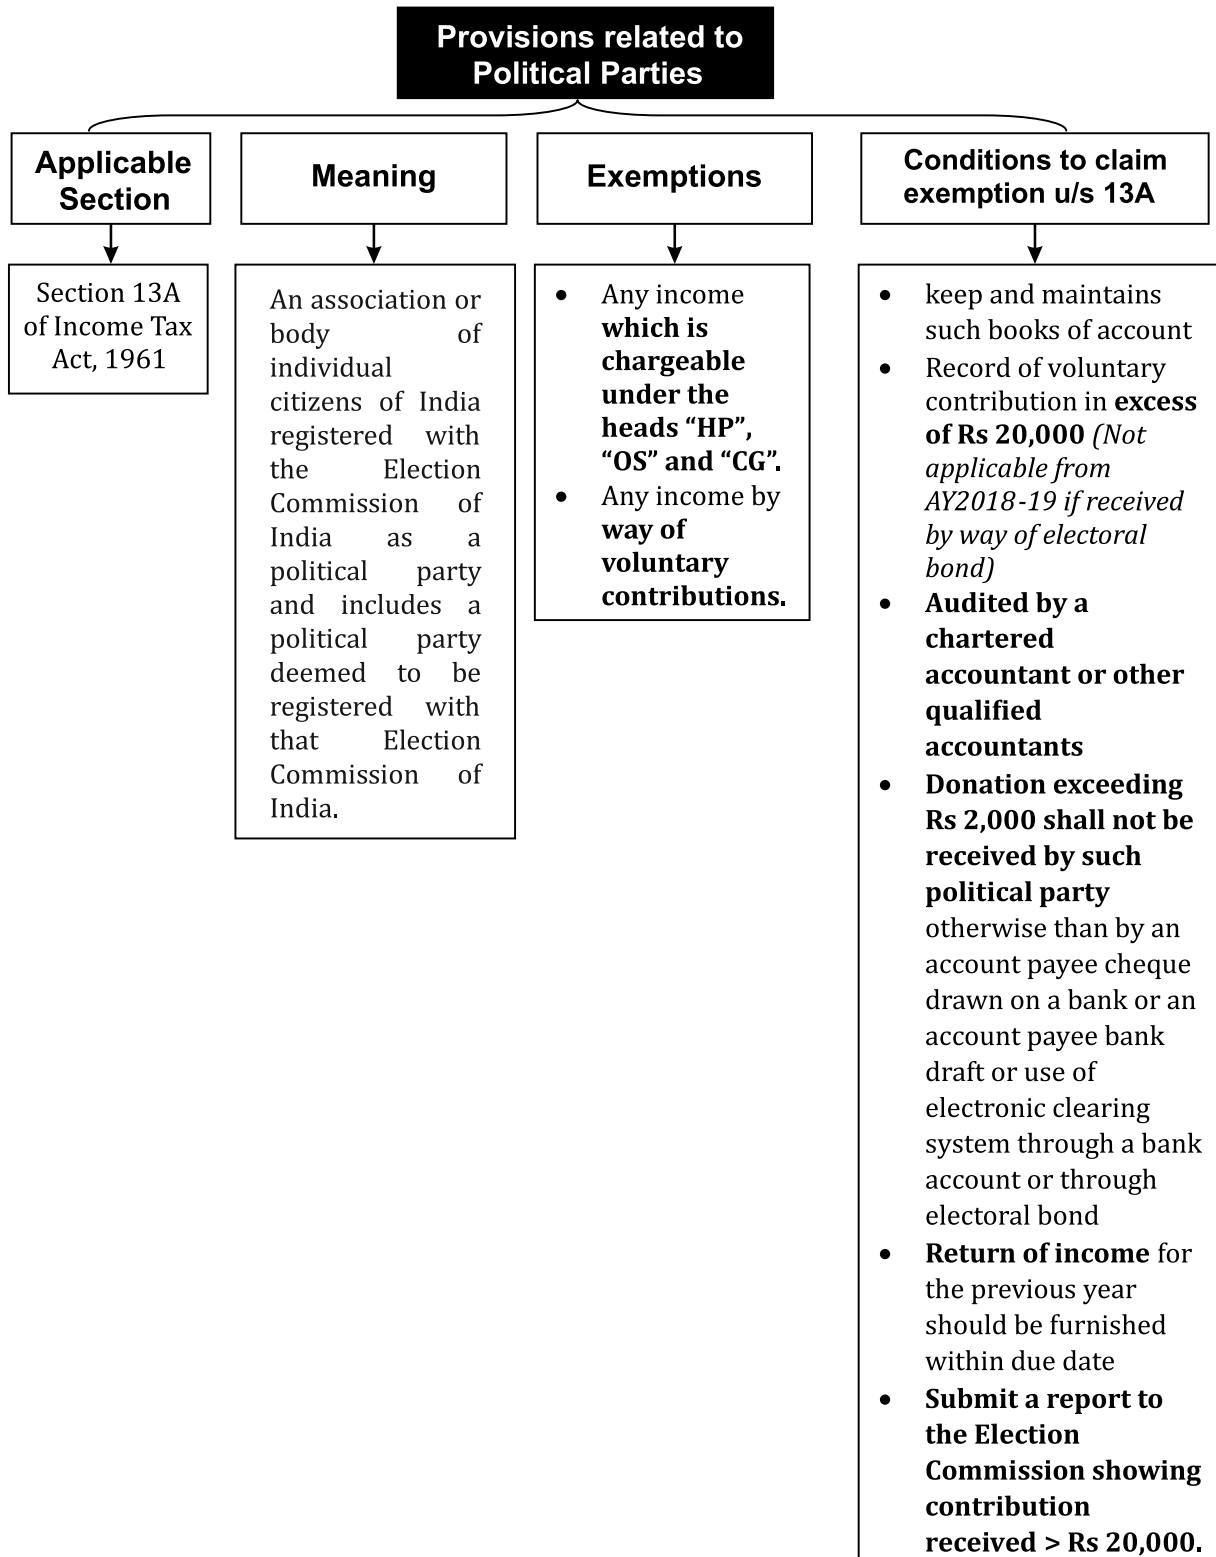 Provisions related to
Political Parties
Applicable
Section
Section 13A
of Income Tax
Act, 1961
Meaning
An association or
body of
individual
citizens of India
registered with
the Election
Commission of
India as a
political party
and includes a
political party
deemed to be
registered with
that Election
Commission of
India.
Exemptions
• Any income
which is
chargeable
under the
heads “HP”,
“OS” and “CG”.
• Any income by
way of
voluntary
contributions.
Conditions to claim
exemption u/s 13A
• keep and maintains
such books of account
• Record of voluntary
contribution in excess
of Rs 20,000 (Not
applicable from
AY2018-19 if received
by way of electoral
bond)
• Audited by a
chartered
accountant or other
qualified
accountants
• Donation exceeding
Rs 2,000 shall not be
received by such
political party
otherwise than by an
account payee cheque
drawn on a bank or an
account payee bank
draft or use of
electronic clearing
system through a bank
account or through
electoral bond
• Return of income for
the previous year
should be furnished
within due date
• Submit a report to
the Election
Commission showing
contribution
received > Rs 20,000.